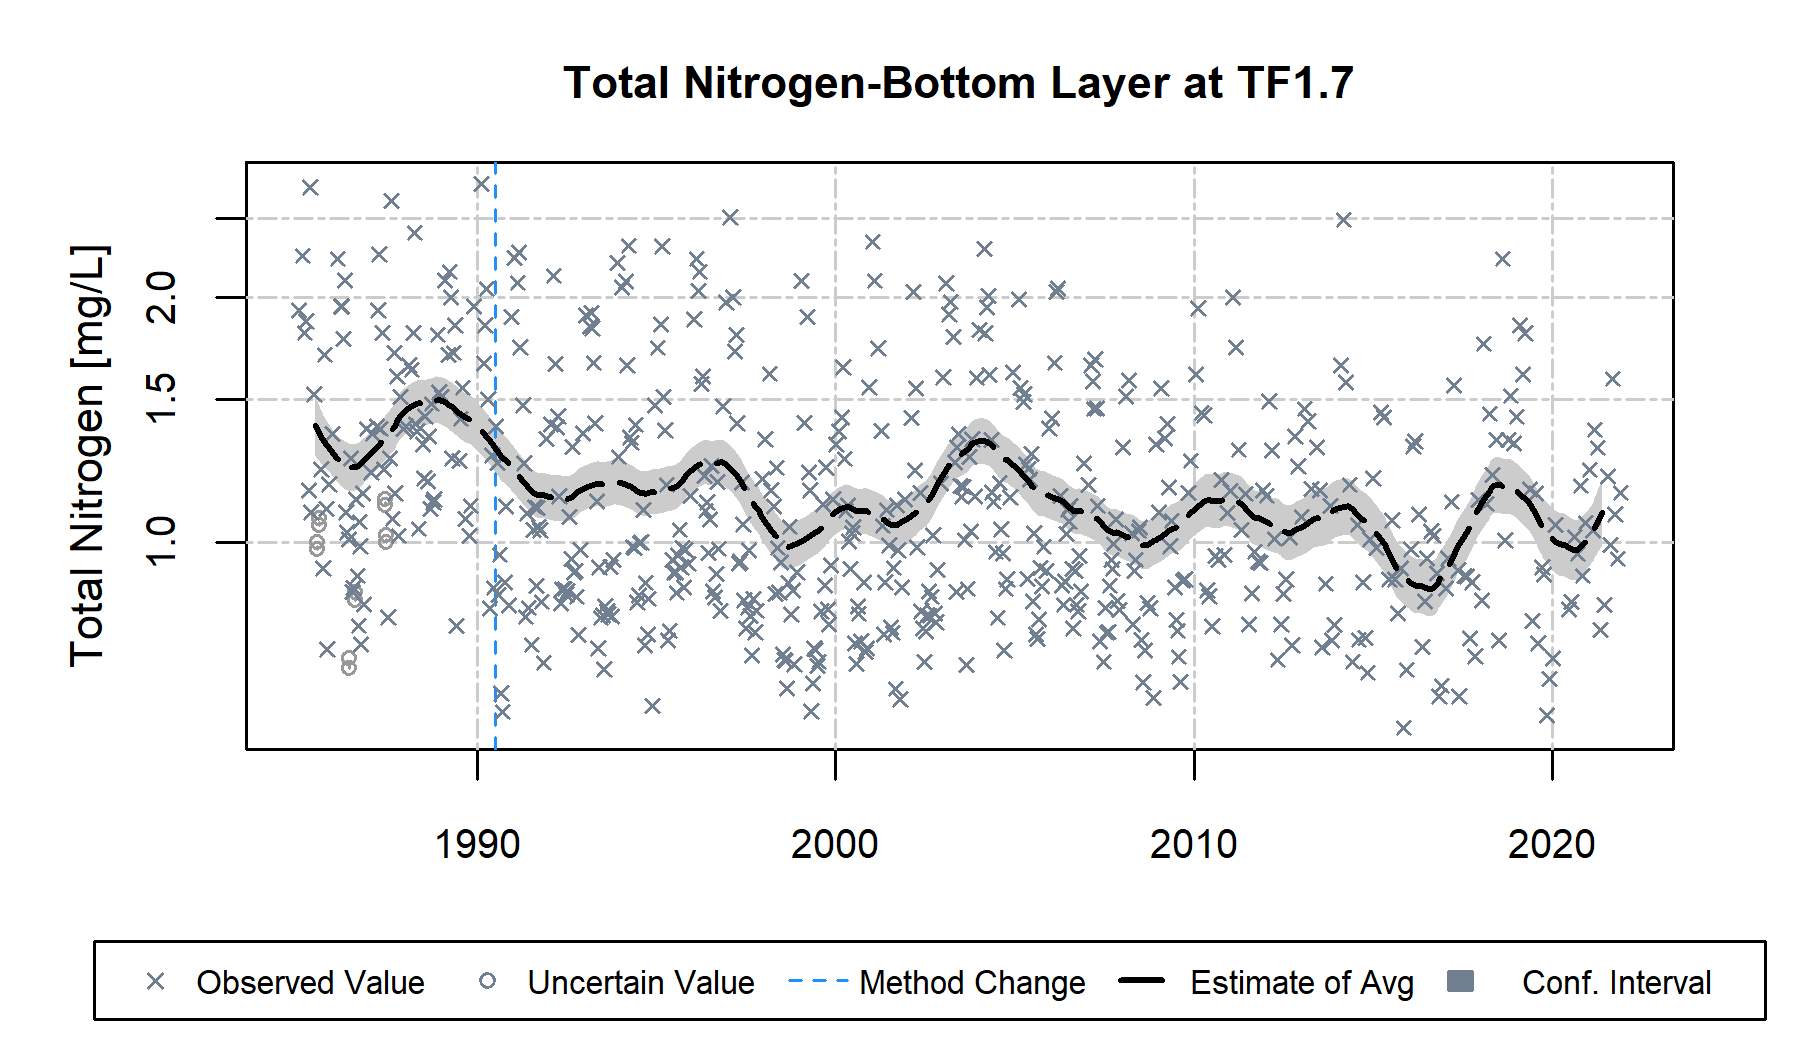 Total Nitrogen-Bottom Layer at TF1.7
Total Nitrogen [mg/L]
2.0
1.5
1.0
1990 2000 2010 2020
Observed Value Uncertain Value Method Change Estimate of Avg Conf. Interval